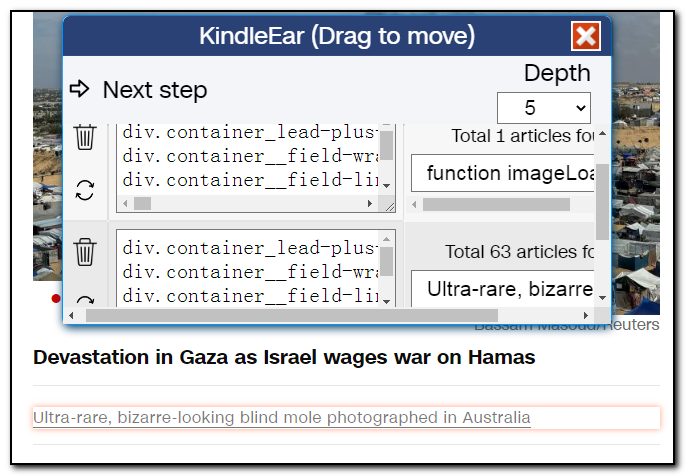 KindleEar (Drag to move)
Next step
Depth
5
div.container_lead-plus-
div.container__field-wra
div.container__field-lin
Total 1 articles fou
function imageLoa
div.container_lead-plus-
div.container__field-wra
div.container__field-lin
Total 63 articles fo
Ultra-rare, bizarre
Bassam Masoud/Reuters
Devastation in Gaza as Israel wages war on Hamas
Ultra-rare, bizarre-looking blind mole photographed in Australia